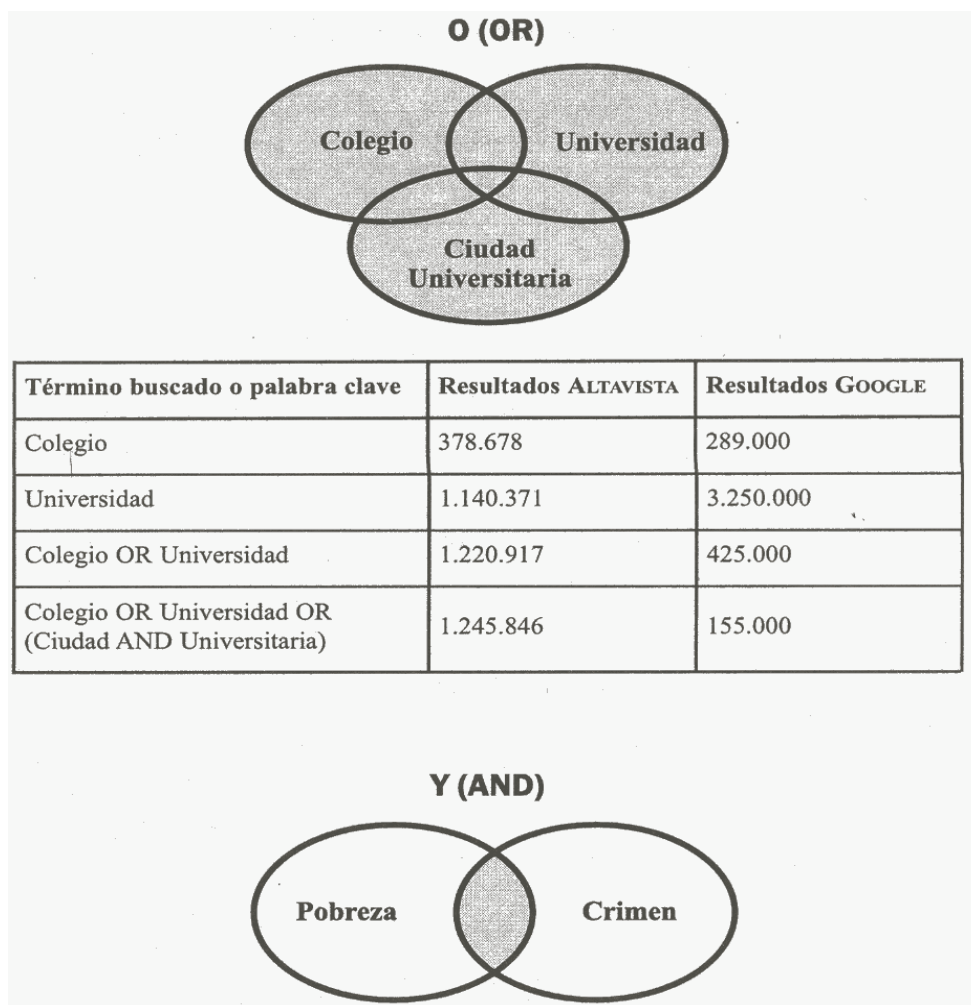 O (OR)
Colegio
Universidad
Ciudad
Universitaria
Término buscado o palabra clave
Resultados ALTAVISTA
Resultados GOOGLE
Colegio
378.678
289.000
Universidad
1.140.371
3.250.000
Colegio OR Universidad
1.220.917
425.000
Colegio OR Universidad OR
(Ciudad AND Universitaria)
1.245.846
155.000
Y (AND)
Pobreza
Crimen